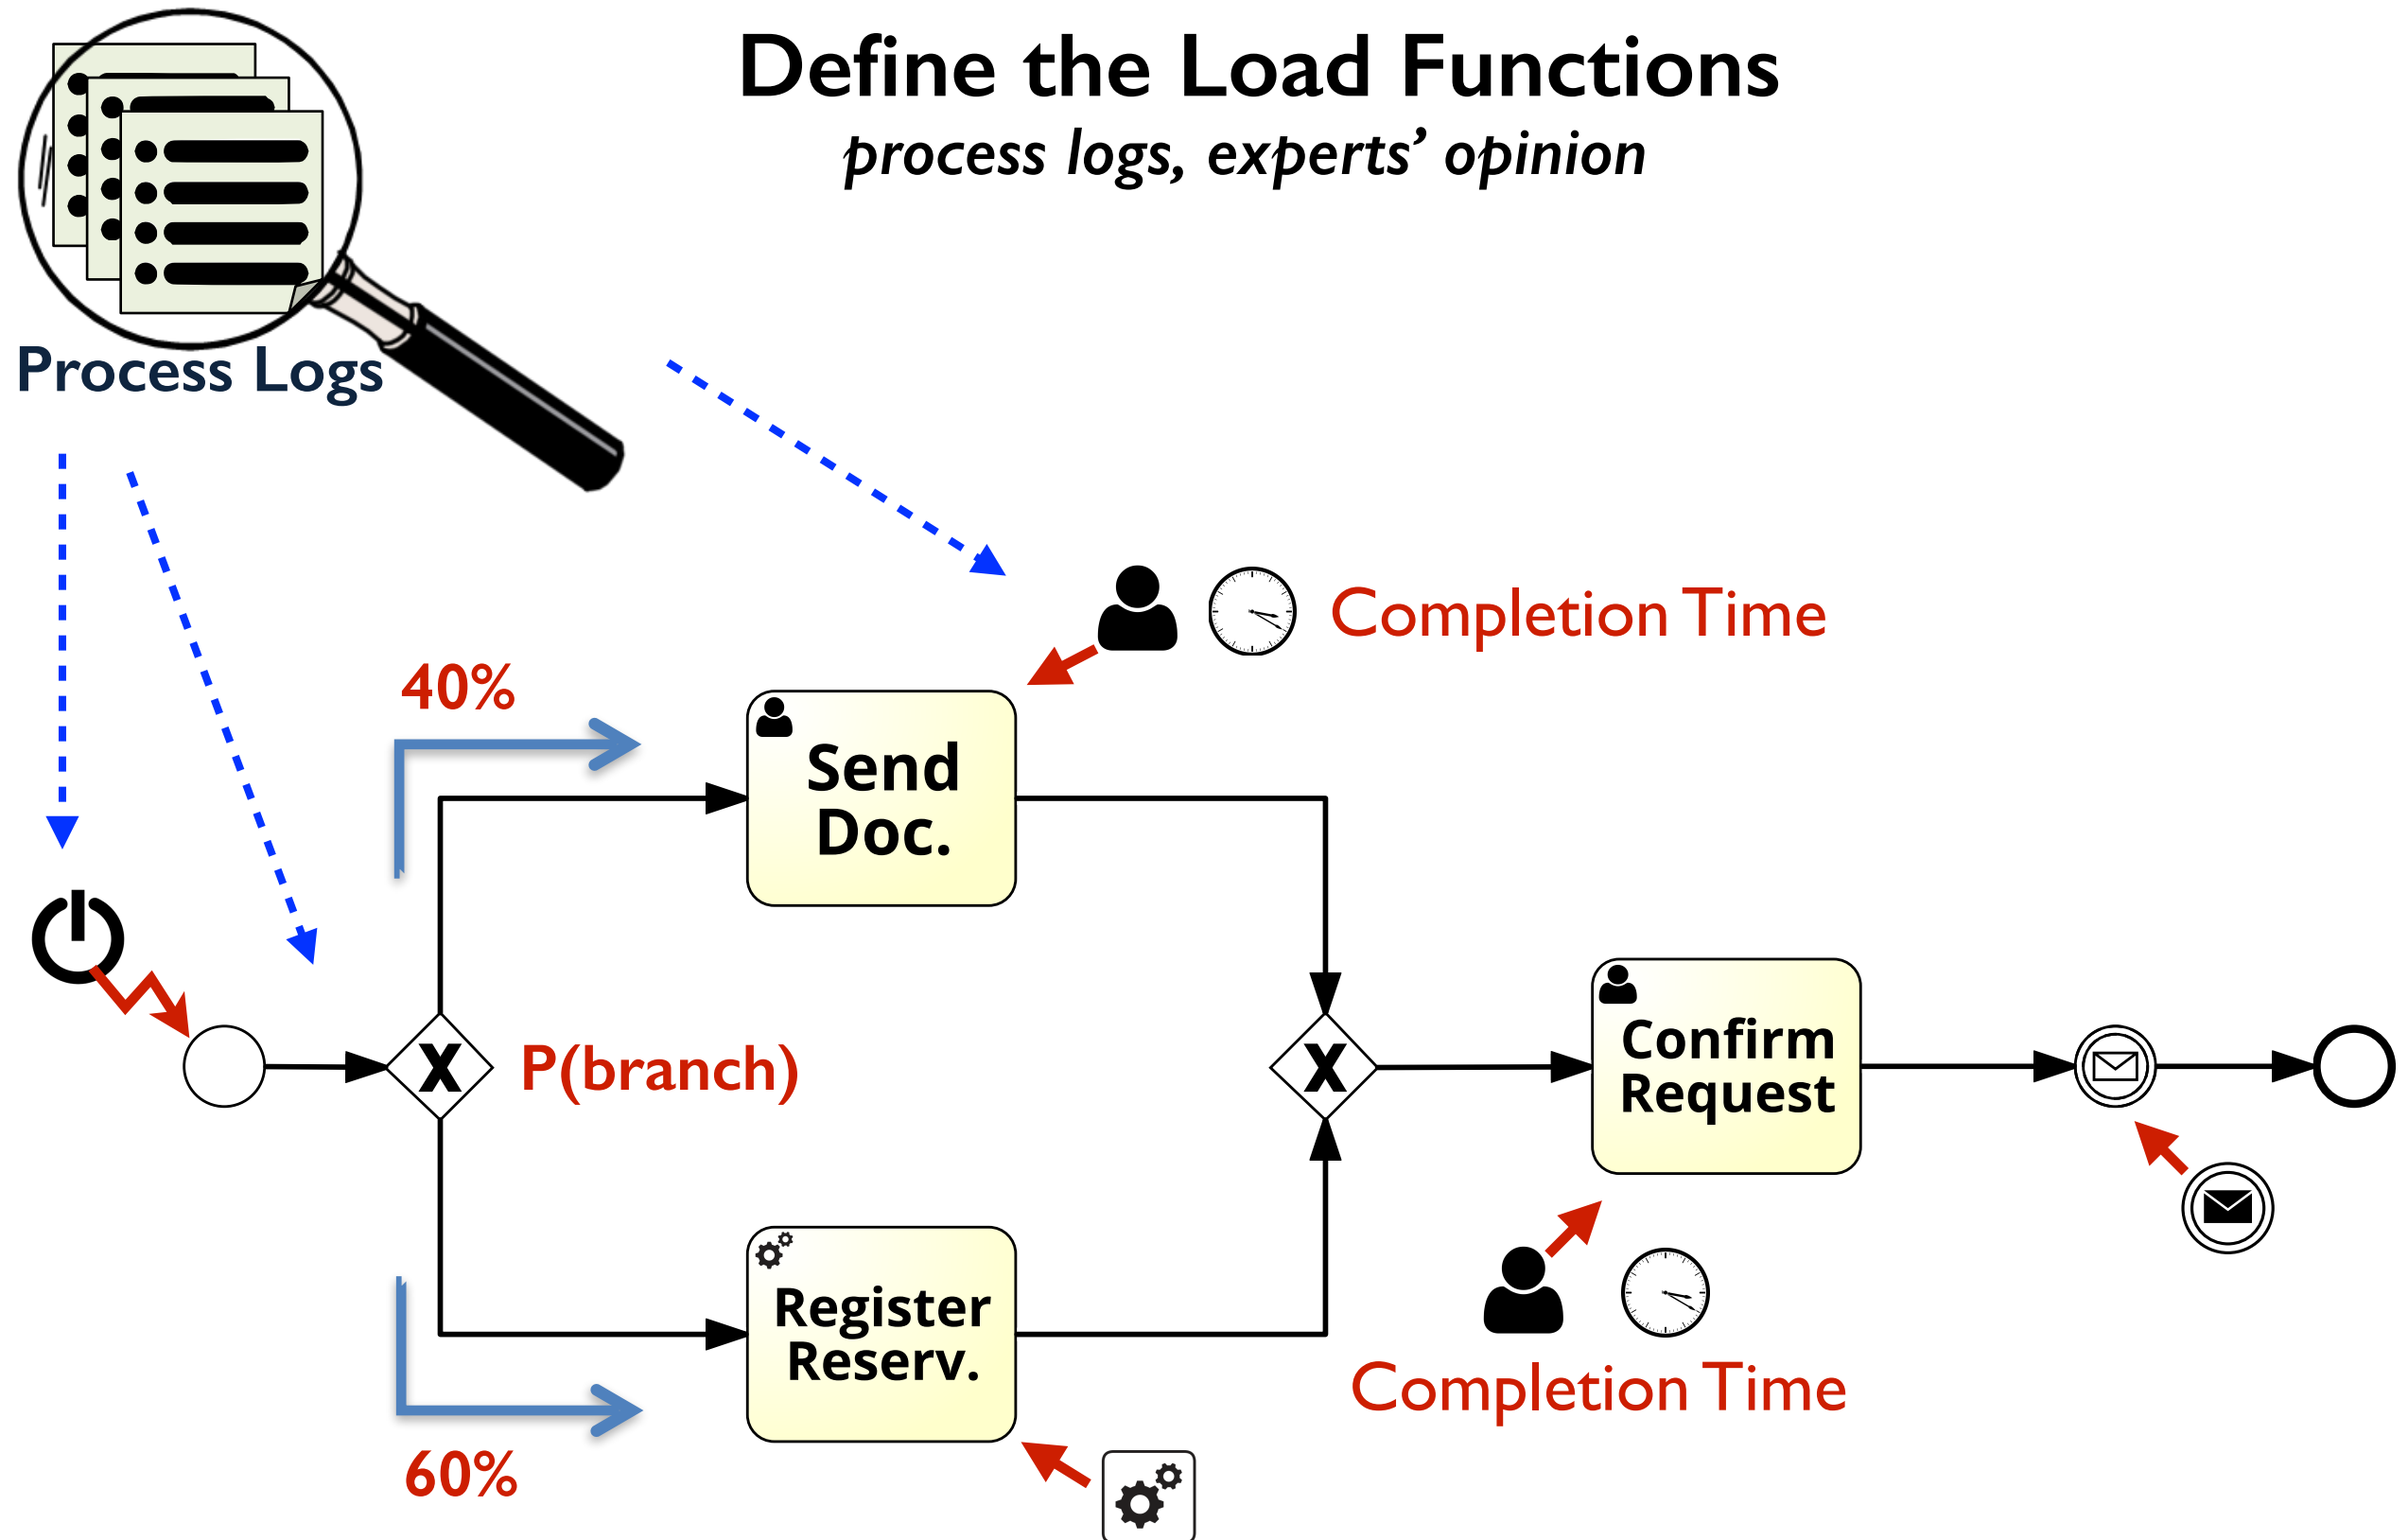 Define the Load Functions
process logs, experts’ opinion
Process Logs
Completion Time
40%
Send
Doc.
X
P(branch)
X
Confirm
Request
Register
Reserv.
Completion Time
60%